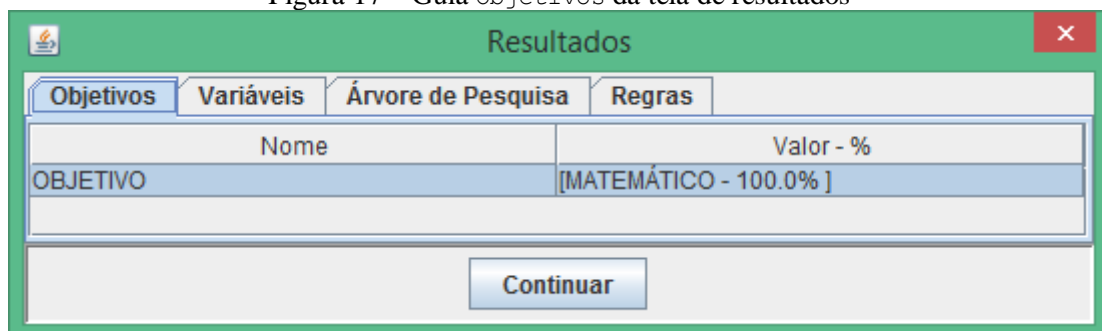 Figura 17 – Guia objetivos da tela de resultados
Resultados
Objetivos Variáveis Árvore de Pesquisa Regras
Nome Valor - %
OBJETIVO [MATEMÁTICO - 100.0% ]
Continuar